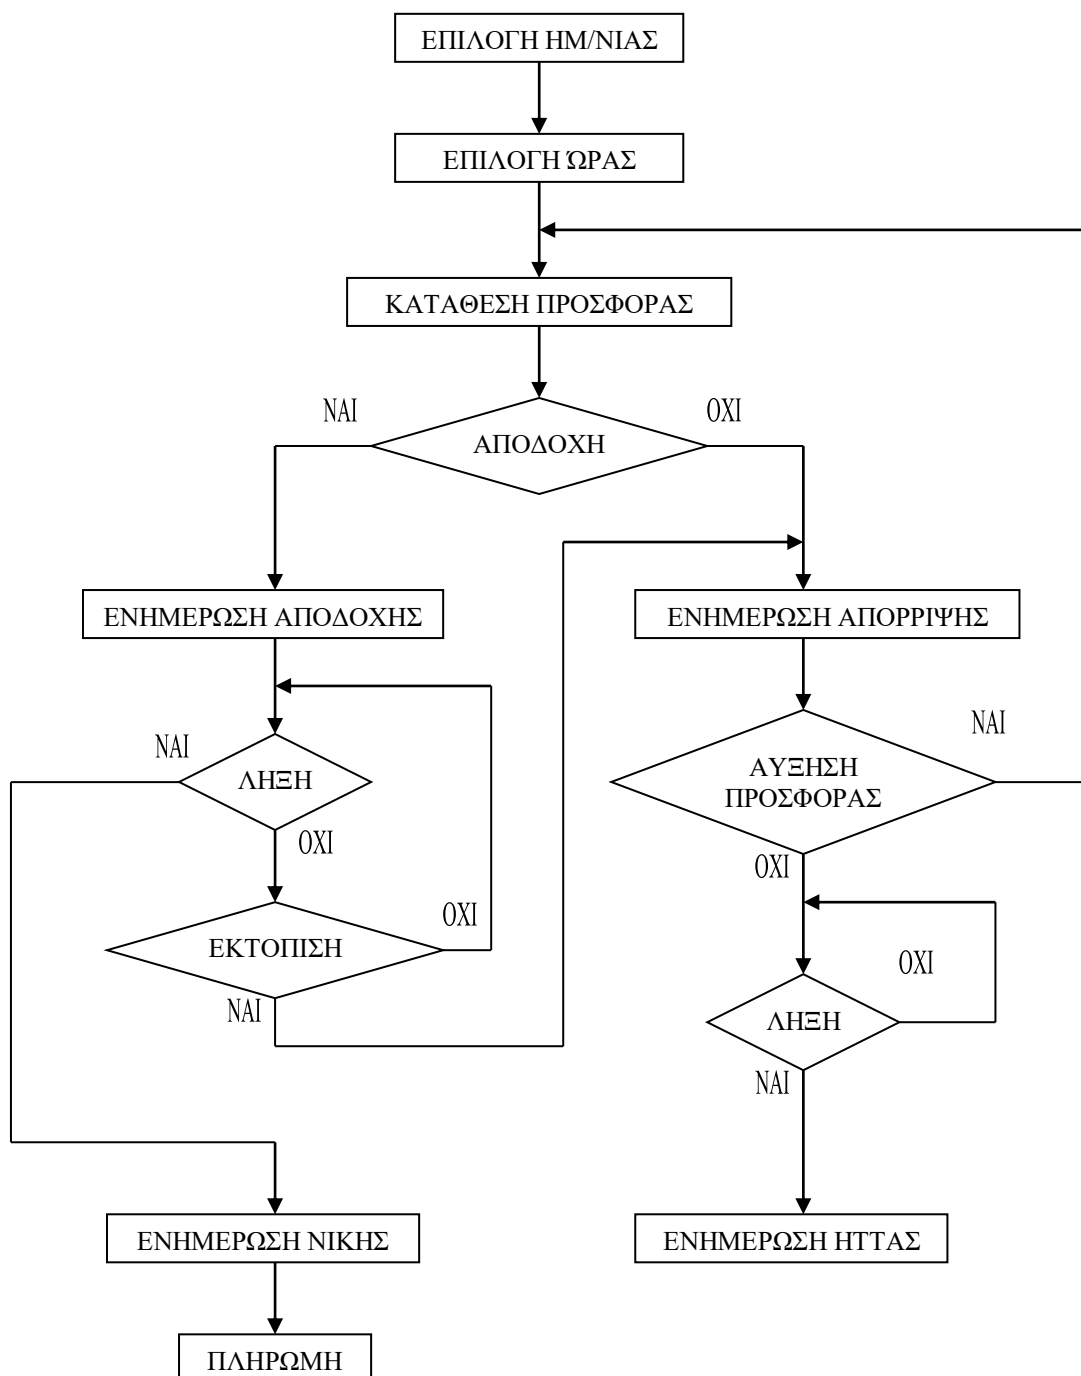 ΕΠΙΛΟΓΗ ΗΜ/ΝΙΑΣ
ΕΠΙΛΟΓΗ ΏΡΑΣ
ΚΑΤΑΘΕΣΗ ΠΡΟΣΦΟΡΑΣ
ΝΑΙ
ΟΧΙ
ΑΠΟΔΟΧΗ
ΕΝΗΜΕΡΩΣΗ ΑΠΟΔΟΧΗΣ
ΕΝΗΜΕΡΩΣΗ ΑΠΟΡΡΙΨΗΣ
ΝΑΙ
ΛΗΞΗ
ΟΧΙ
ΝΑΙ
ΑΥΞΗΣΗ
ΠΡΟΣΦΟΡΑΣ
ΟΧΙ
ΕΚΤΟΠΙΣΗ
ΟΧΙ
ΝΑΙ
ΟΧΙ
ΛΗΞΗ
ΝΑΙ
ΕΝΗΜΕΡΩΣΗ ΝΙΚΗΣ
ΕΝΗΜΕΡΩΣΗ ΗΤΤΑΣ
ΠΛΗΡΩΜΗ